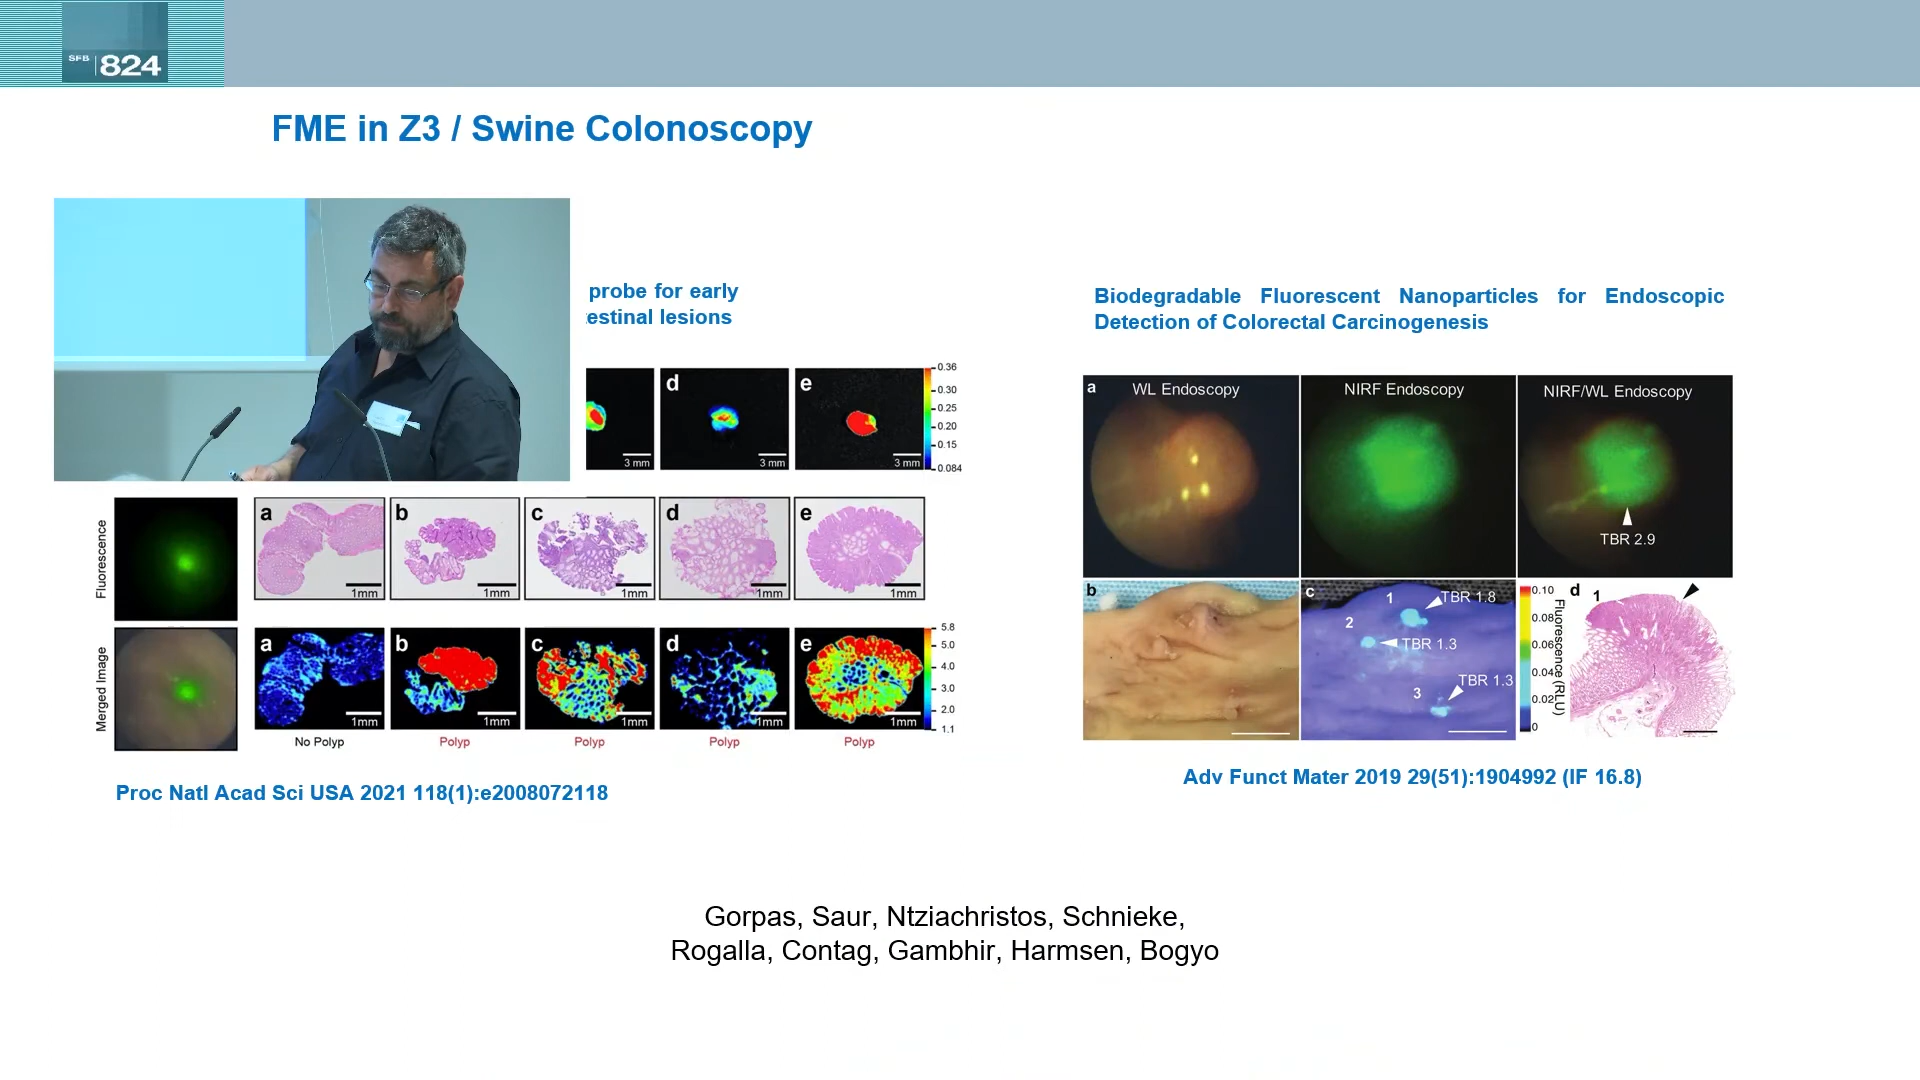 SFB 824
FME in Z3 / Swine Colonoscopy
probe for early
estinal lesions
d
e
3 mm
3 mm
3 mm
0.36
0.30
0.25
0.20
0.15
0.084
Fluorescence
a
b
c
d
e
1mm
1mm
1mm
1mm
1mm
Merged Image
a
b
c
d
e
1mm
1mm
1mm
1mm
1mm
5.8
5.0
4.0
3.0
2.0
1.1
No Polyp
Polyp
Polyp
Polyp
Polyp
Proc Natl Acad Sci USA 2021 118(1):e2008072118
Biodegradable Fluorescent Nanoparticles for Endoscopic
Detection of Colorectal Carcinogenesis
a
WL Endoscopy
NIRF Endoscopy
NIRF/WL Endoscopy
TBR 2.9
b
c
1
TBR 1.8
2
TBR 1.3
3
TBR 1.3
0.10
0.08
0.06
0.04
0.02
0
Fluorescence (RLU)
d
1
Adv Funct Mater 2019 29(51):1904992 (IF 16.8)
Gorpas, Saur, Ntziachristos, Schnieke,
Rogalla, Contag, Gambhir, Harmsen, Bogyo